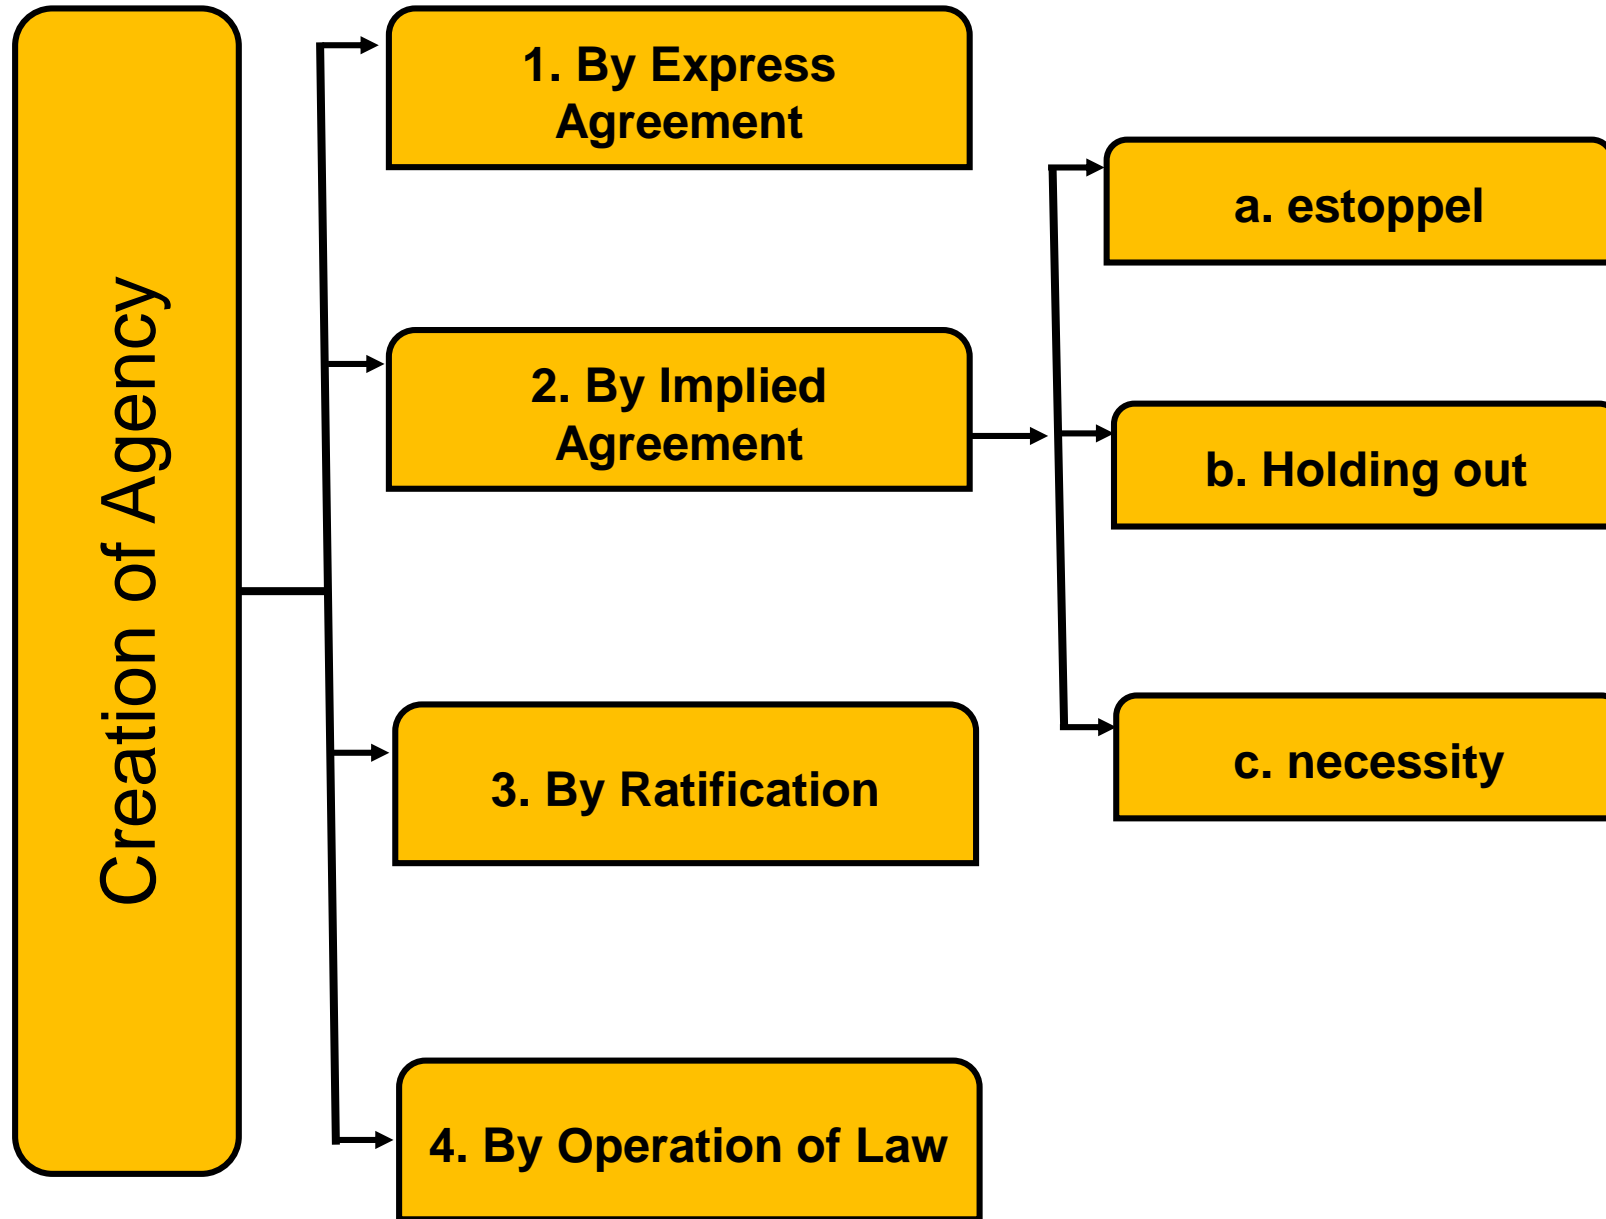 Creation of Agency
1. By Express
Agreement
2. By Implied
Agreement
3. By Ratification
4. By Operation of Law
a. estoppel
b. Holding out
c. necessity